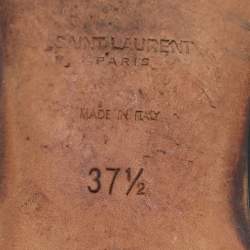 SAINT LAURENT
PARIS
MADE IN ITALY
37½